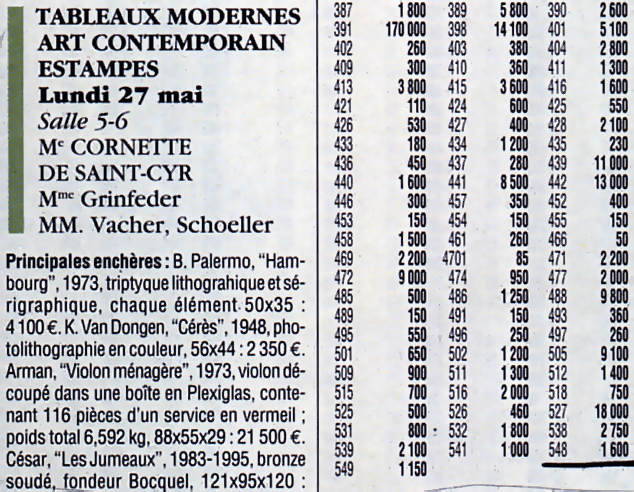 TABLEAUX MODERNES
ART CONTEMPORAIN
ESTAMPES
Lundi 27 mai
Salle 5-6
Me CORNETTE
DE SAINT-CYR
Mme Grinfeder
MM. Vacher, Schoeller
Principales enchères : B. Palermo, "Ham-
bourg", 1973, triptyque lithograhique et sé-
rigraphique, chaque élément 50x35 :
4 100 €. K. Van Dongen, "Cérès", 1948, pho-
tolithographie en couleur, 56x44 : 2 350 €.
Arman, "Violon ménagère", 1973, violon dé-
coupé dans une boîte en Plexiglas, conte-
nant 116 pièces d'un service en vermeil ;
poids total 6,592 kg, 88x55x29 : 21 500 €.
César, "Les Jumeaux", 1983-1995, bronze
soudé, fondeur Bocquel, 121x95x120 :
387 1 800 389 5 800 390 2 600
391 170 000 398 14 100 401 5 100
402 260 403 380 404 2 800
409 300 410 360 411 1 300
413 3 800 415 3 600 416 1 600
421 110 424 600 425 550
426 530 427 400 428 2 100
433 180 434 1 200 435 230
436 450 437 280 439 11 000
440 1 600 441 8 500 442 13 000
446 300 457 350 452 400
453 150 454 150 455 150
458 1 500 461 260 466 50
469 2 200 4701 85 471 2 200
472 9 000 474 950 477 2 000
485 500 486 1 250 488 9 800
489 150 491 150 493 360
495 550 496 250 497 260
501 650 502 1 200 505 9 100
509 900 511 1 300 512 1 400
515 700 516 2 000 518 750
525 500 526 460 527 18 000
531 800 532 1 800 538 2 750
539 2 100 541 1 000 548 1 600
549 1 150